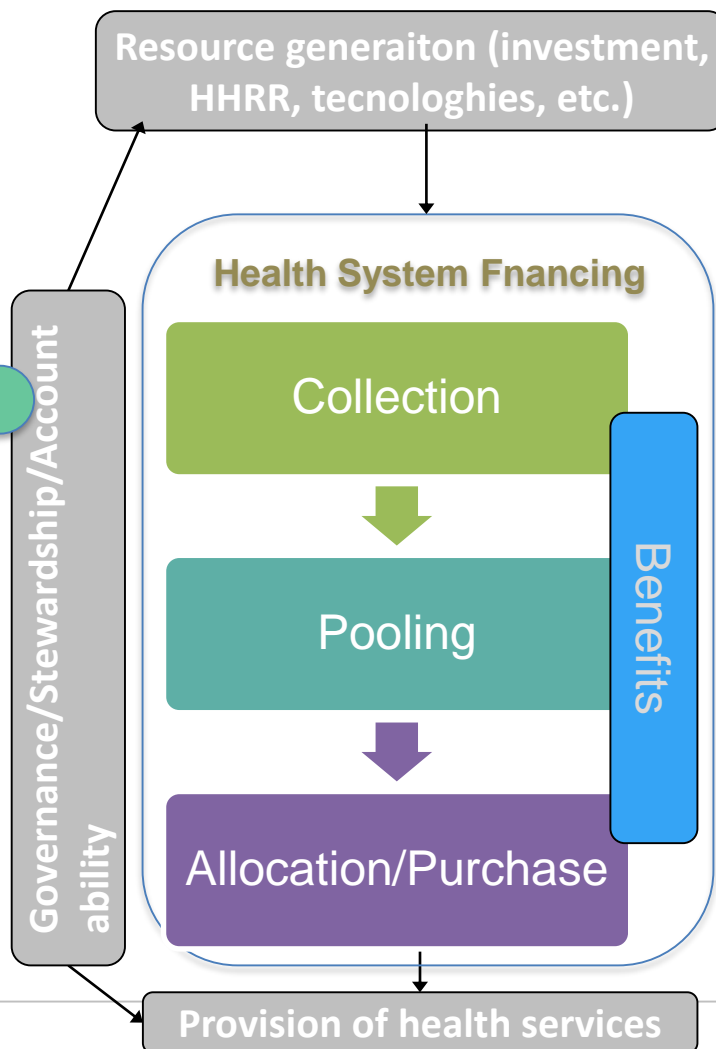 Resource generaiton (investment,
HHRR, tecnologhies, etc.)
Health System Fnancing
Governance/Stewardship/Account
ability
Collection
Pooling
Allocation/Purchase
Benefits
Provision of health services